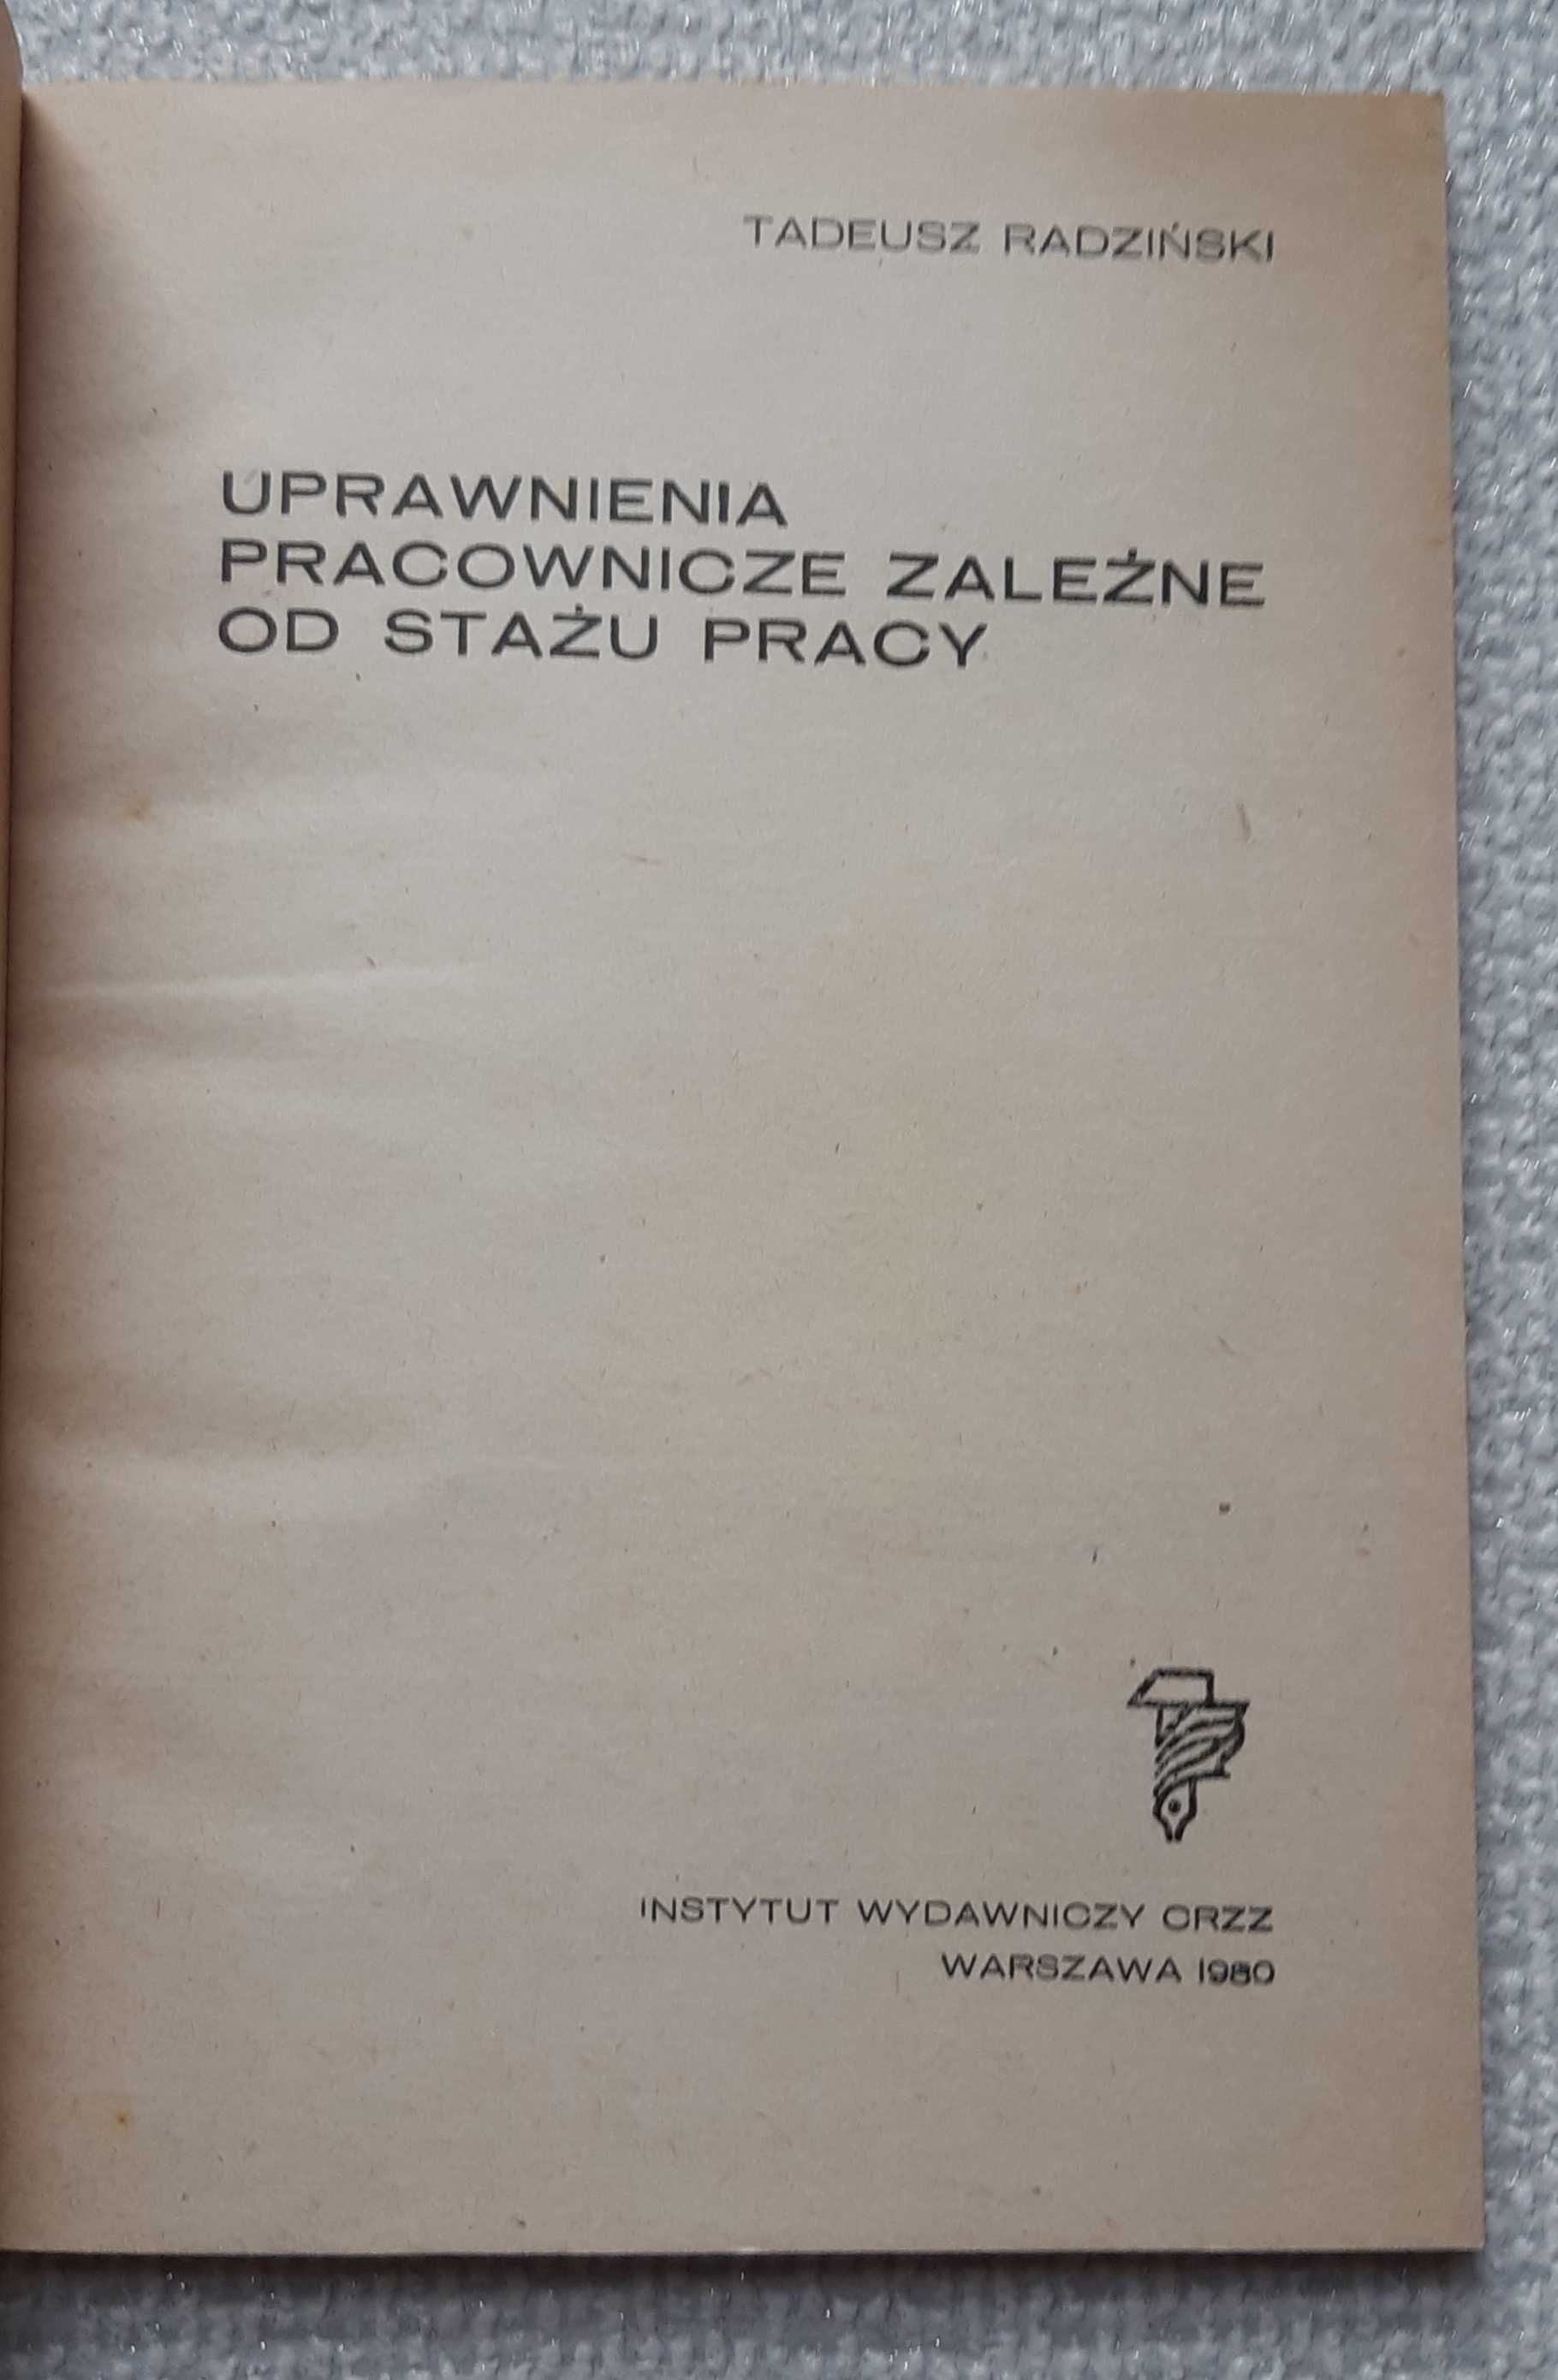 TADEUSZ RADZIŃSKI
UPRAWNIENIA
PRACOWNICZE ZALEŻNE
OD STAŻU PRACY
INSTYTUT WYDAWNICZY CRZZ
WARSZAWA 1980